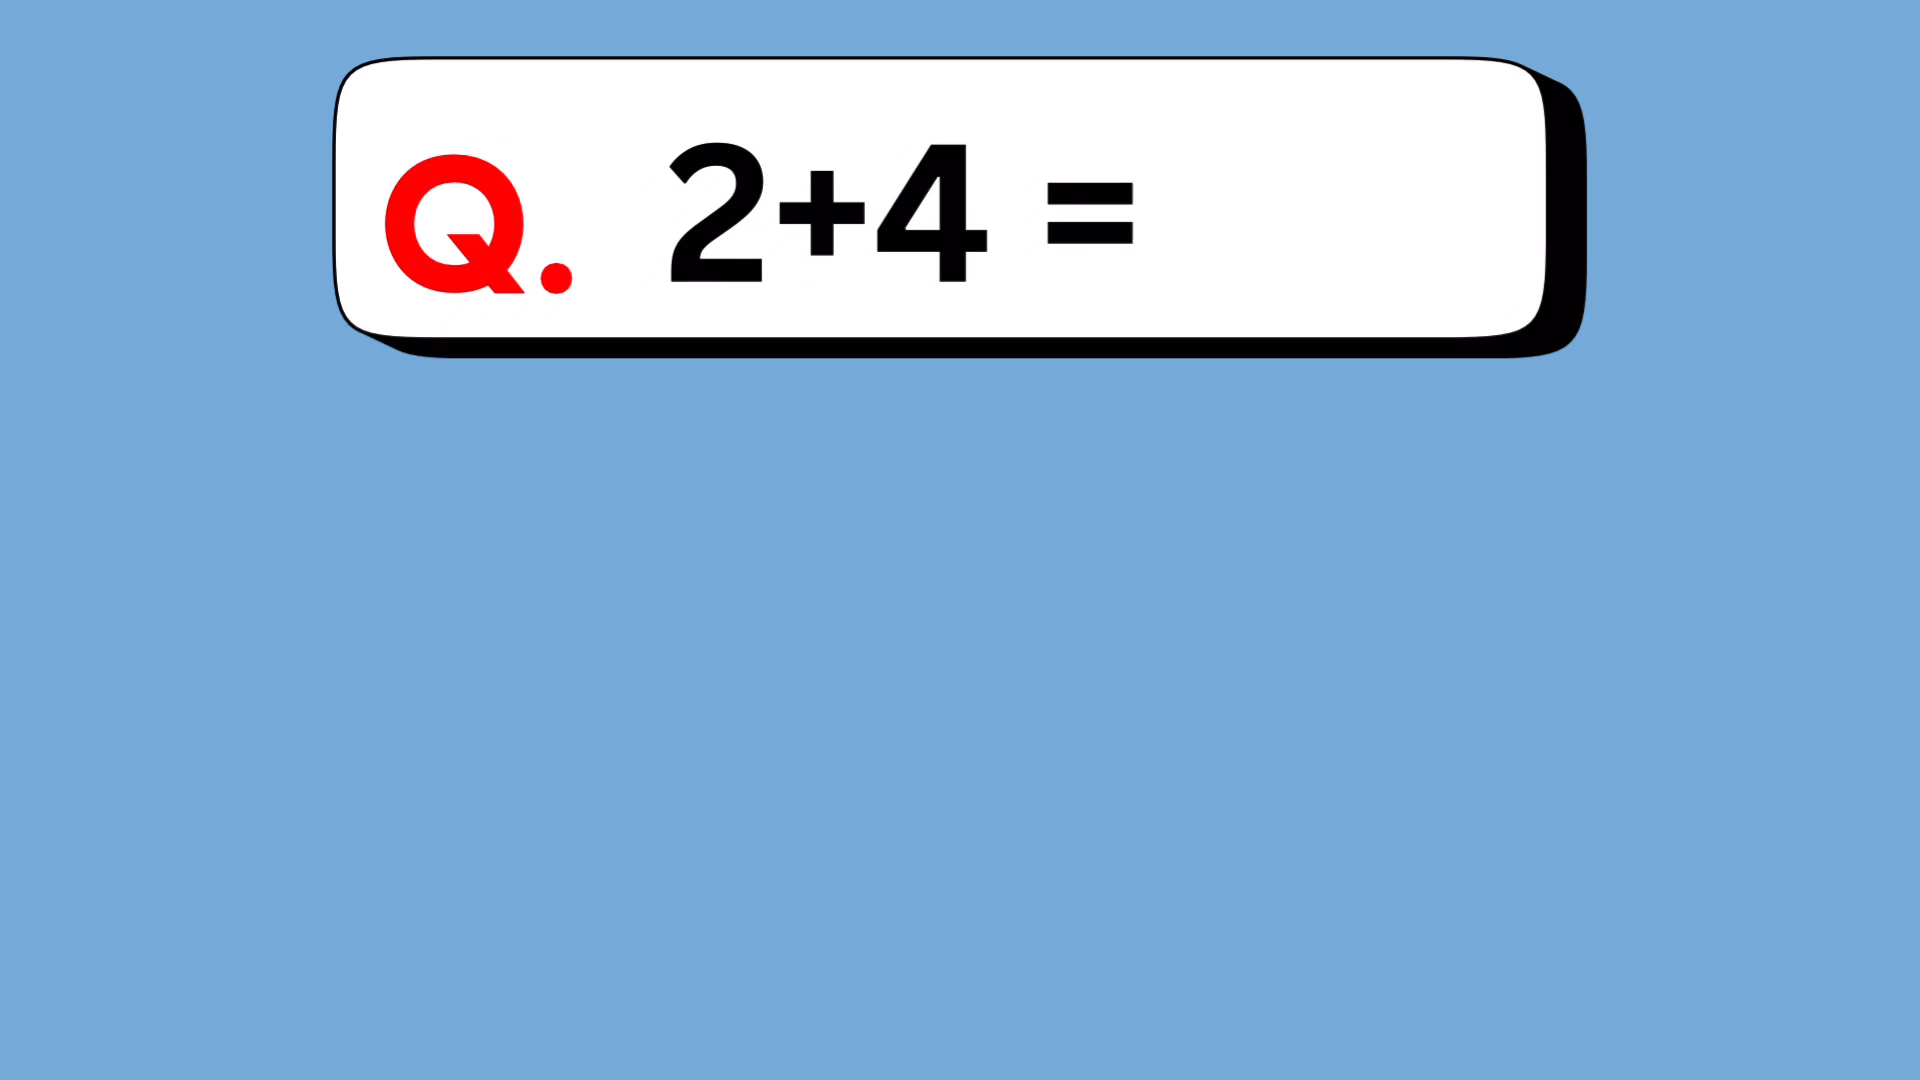 Q. 2+4 =